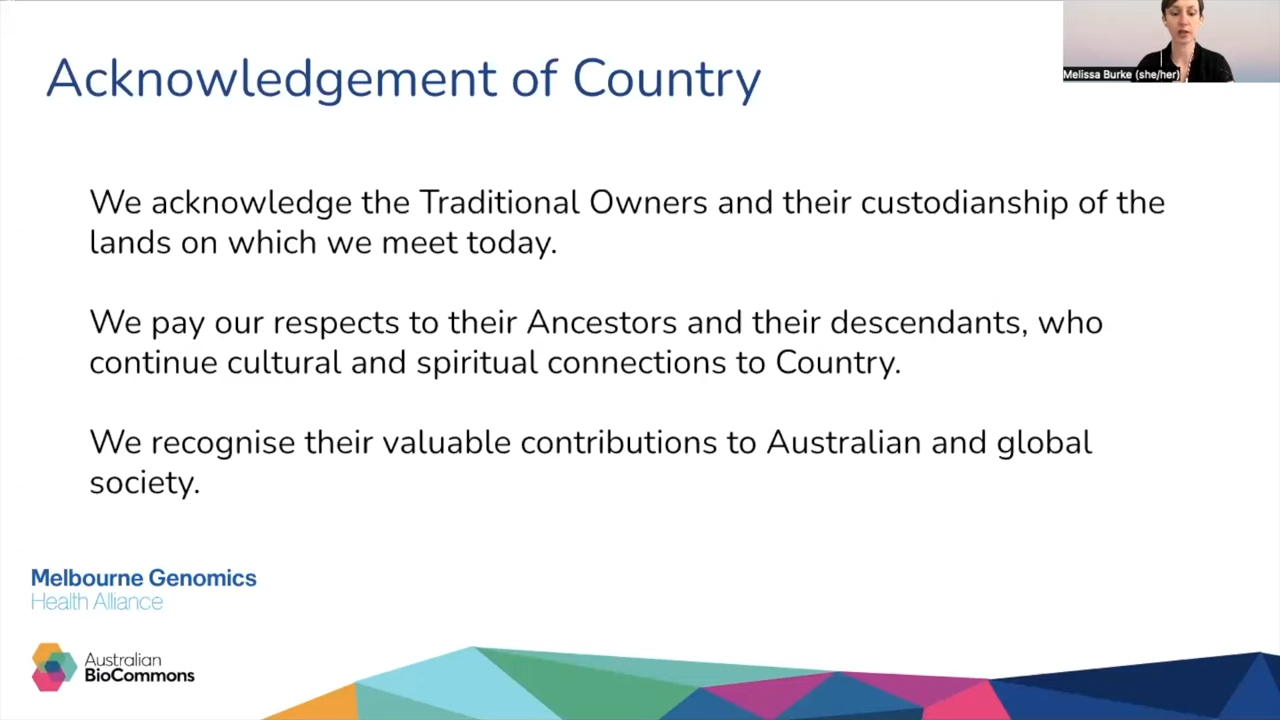 Acknowledgement of Country
Melissa Burke (she/her)
We acknowledge the Traditional Owners and their custodianship of the
lands on which we meet today.
We pay our respects to their Ancestors and their descendants, who
continue cultural and spiritual connections to Country.
We recognise their valuable contributions to Australian and global
society.
Melbourne Genomics
Health Alliance
Australian
BioCommons